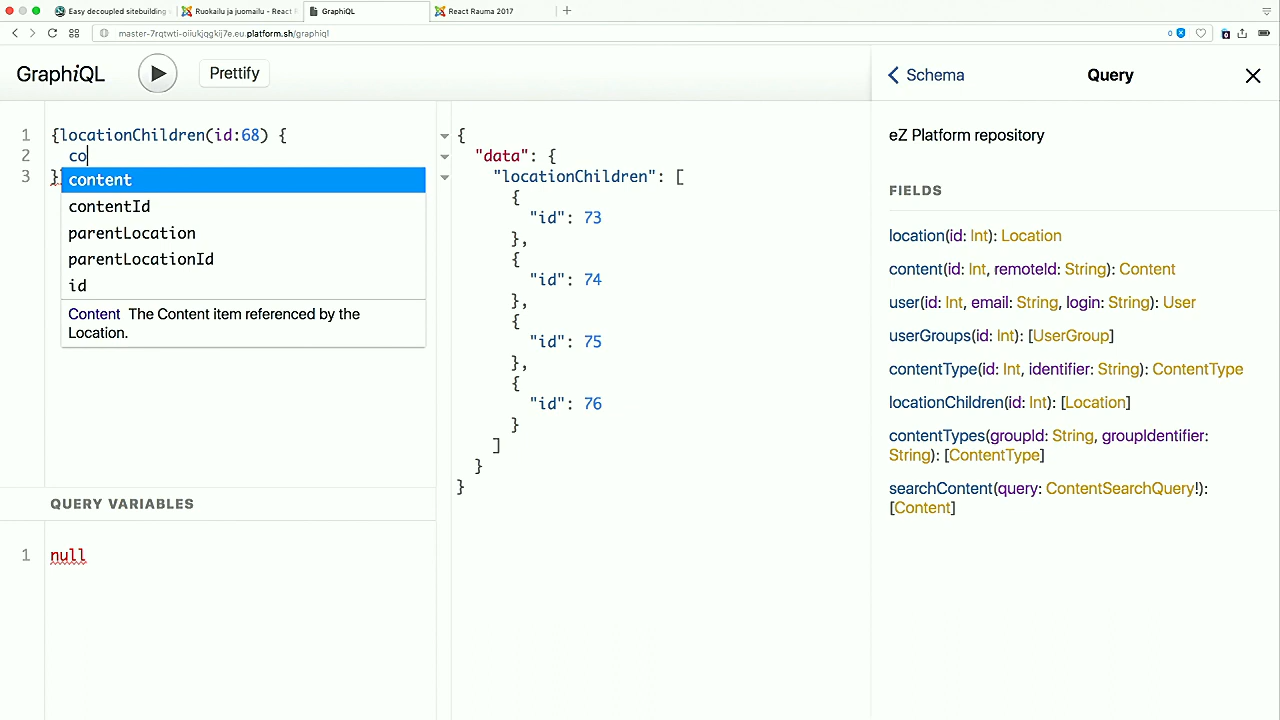 Easy decoupled sitebuilding
Ruokailu ja juomailu - React
GraphiQL
React Rauma 2017
master-7rqtwti-oiiukjqgkij7e.eu.platform.sh/graphiql
0
GraphiQL
Prettify
Schema
Query
1 {locationChildren(id:68) {
2 co
3 }
content
contentId
parentLocation
parentLocationId
id
Content The Content item referenced by the
Location.
QUERY VARIABLES
1 null
{
"data": {
"locationChildren": [
{
"id": 73
},
{
"id": 74
},
{
"id": 75
},
{
"id": 76
}
]
}
}
eZ Platform repository
FIELDS
location(id: Int): Location
content(id: Int, remoteId: String): Content
user(id: Int, email: String, login: String): User
userGroups(id: Int): [UserGroup]
contentType(id: Int, identifier: String): ContentType
locationChildren(id: Int): [Location]
contentTypes(groupId: String, groupIdentifier:
String): [ContentType]
searchContent(query: ContentSearchQuery!):
[Content]